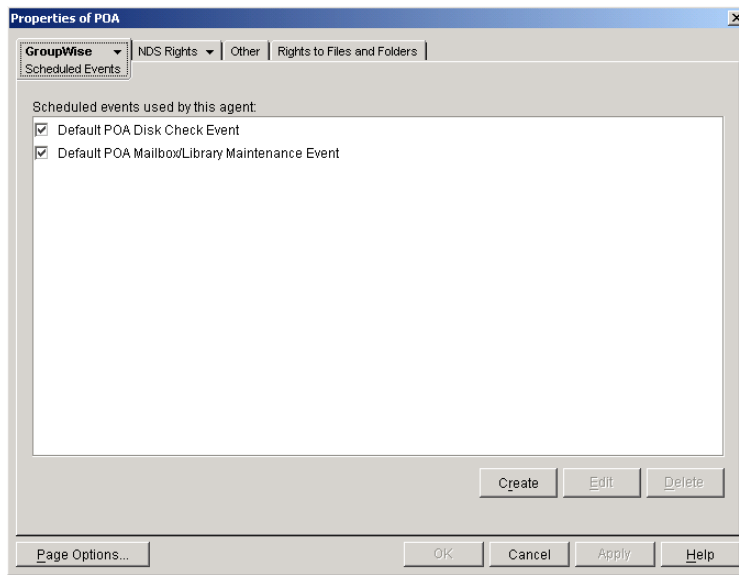 Properties of POA
GroupWise NDS Rights Other Rights to Files and Folders
Scheduled Events
Scheduled events used by this agent:
Default POA Disk Check Event
Default POA Mailbox/Library Maintenance Event
Create Edit Delete
Page Options... OK Cancel Apply Help